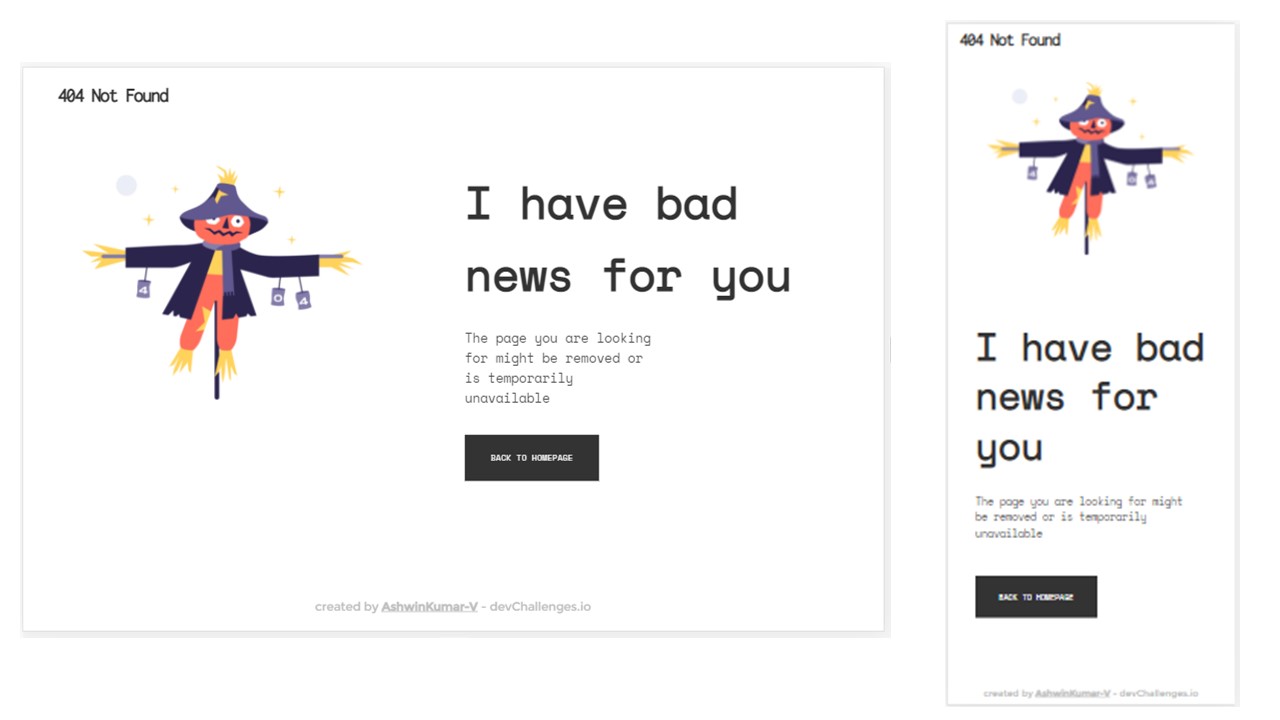 404 Not Found
4
0
4
I have bad
news for you
The page you are looking
for might be removed or
is temporarily
unavailable
BACK TO HOMEPAGE
created by AshwinKumar-V - devChallenges.io
404 Not Found
4
0
4
I have bad
news for
you
The page you are looking for might
be removed or is temporarily
unavailable
BACK TO HOMEPAGE
created by AshwinKumar-V - devChallenges.io